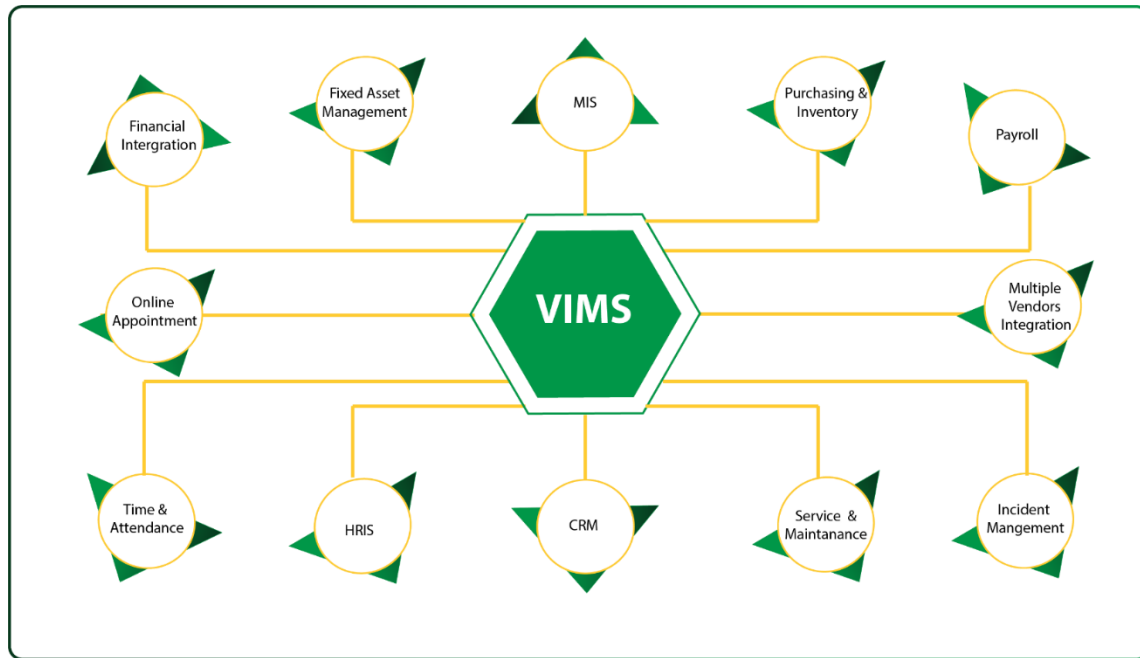 Financial
Intergration
Fixed Asset
Management
MIS
Purchasing &
Inventory
Payroll
Online
Appointment
VIMS
Multiple
Vendors
Integration
Time &
Attendance
HRIS
CRM
Service &
Maintanance
Incident
Mangement